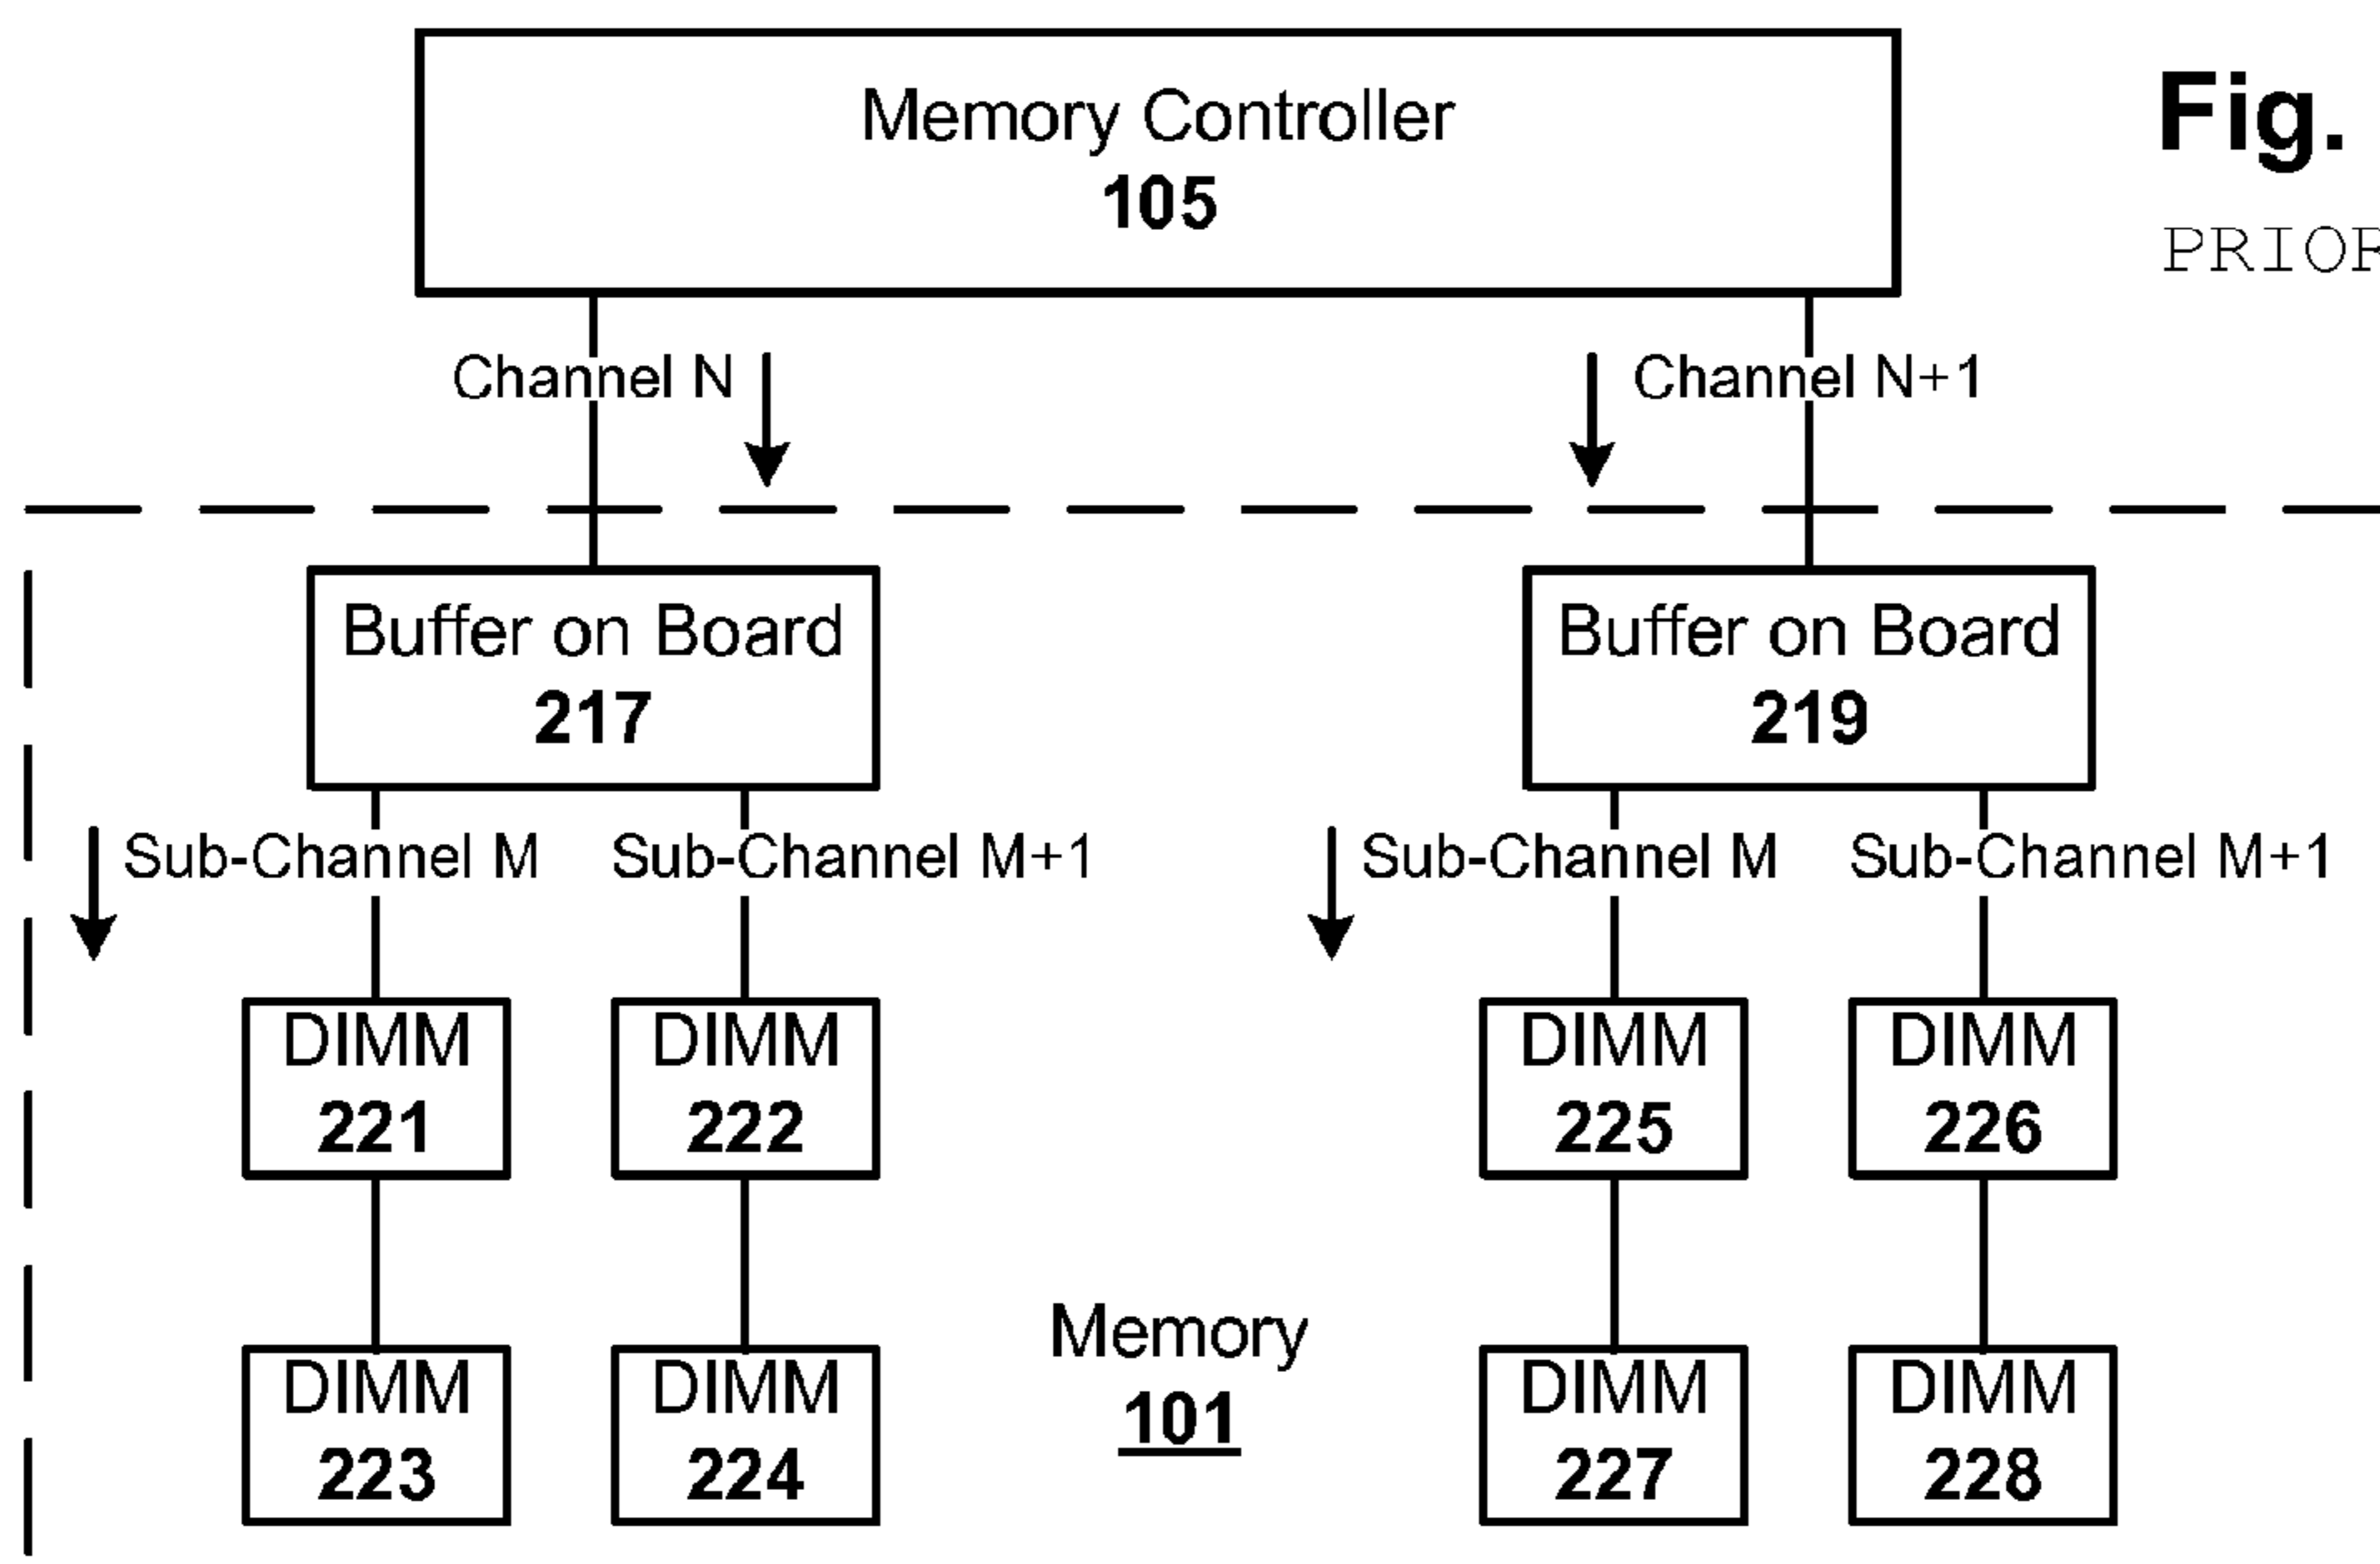 Memory Controller
105
Fig.
PRIOR
Channel N
Channel N+1
Buffer on Board
217
Buffer on Board
219
Sub-Channel M
Sub-Channel M+1
Sub-Channel M
Sub-Channel M+1
DIMM
221
DIMM
222
DIMM
225
DIMM
226
Memory
101
DIMM
223
DIMM
224
DIMM
227
DIMM
228